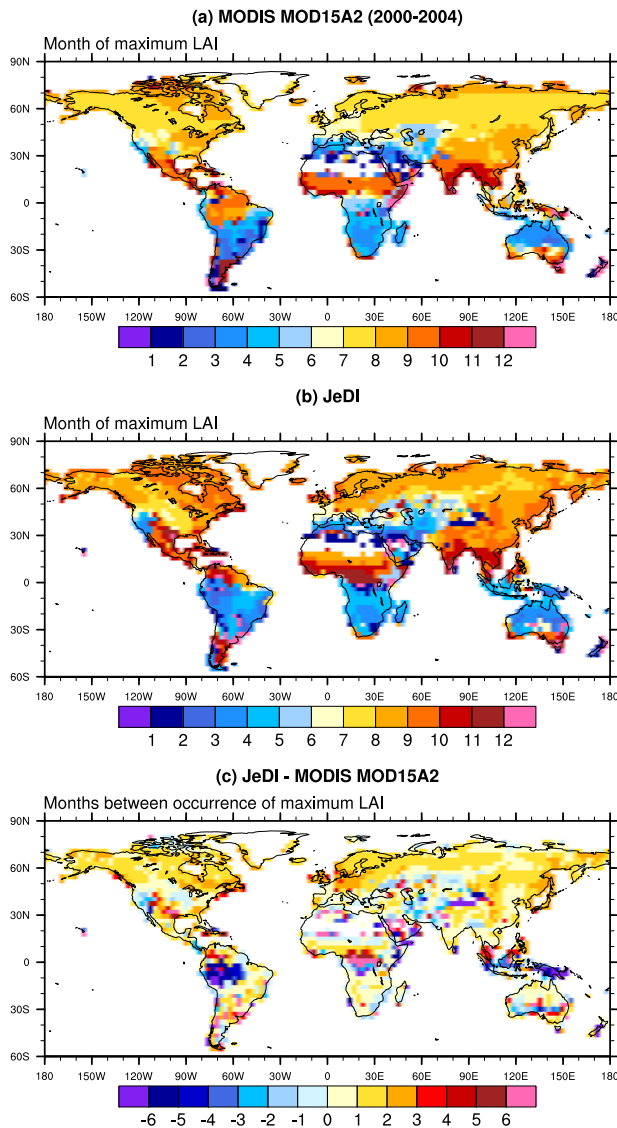 (a) MODIS MOD15A2 (2000-2004)
Month of maximum LAI
90N
60N
30N
0
30S
60S
180 150W 120W 90W 60W 30W 0 30E 60E 90E 120E 150E 180
1 2 3 4 5 6 7 8 9 10 11 12
(b) JeDI
Month of maximum LAI
90N
60N
30N
0
30S
60S
180 150W 120W 90W 60W 30W 0 30E 60E 90E 120E 150E 180
1 2 3 4 5 6 7 8 9 10 11 12
(c) JeDI - MODIS MOD15A2
Months between occurrence of maximum LAI
90N
60N
30N
0
30S
60S
180 150W 120W 90W 60W 30W 0 30E 60E 90E 120E 150E 180
-6 -5 -4 -3 -2 -1 0 1 2 3 4 5 6